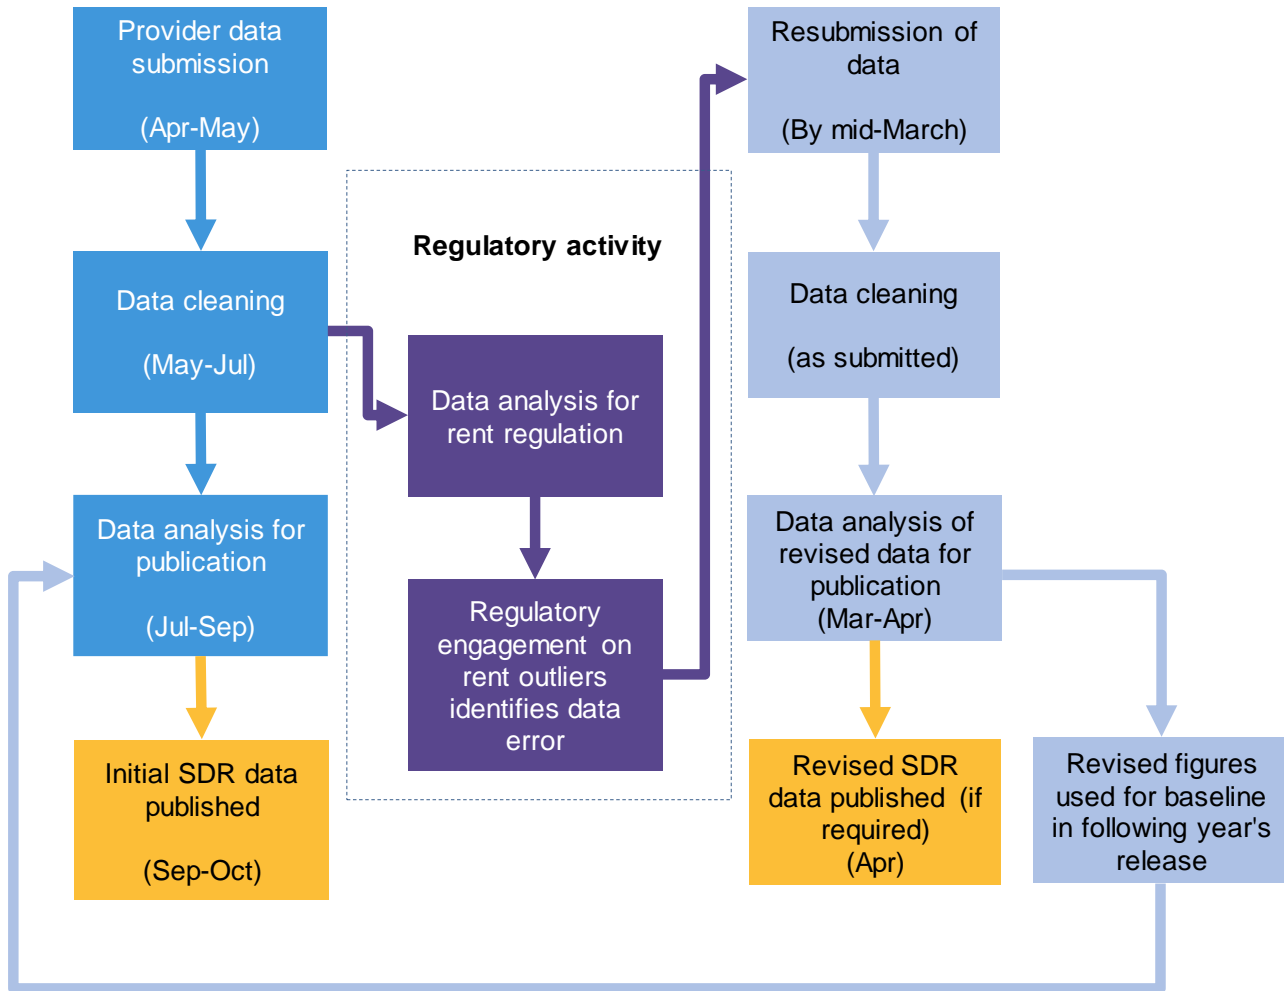 Provider data
submission
(Apr-May)
Data cleaning
(May-Jul)
Data analysis for
publication
(Jul-Sep)
Initial SDR data
published
(Sep-Oct)
Regulatory activity
Data analysis for
rent regulation
Regulatory
engagement on
rent outliers
identifies data
error
Resubmission of
data
(By mid-March)
Data cleaning
(as submitted)
Data analysis of
revised data for
publication
(Mar-Apr)
Revised SDR
data published (if
required)
(Apr)
Revised figures
used for baseline
in following year's
release